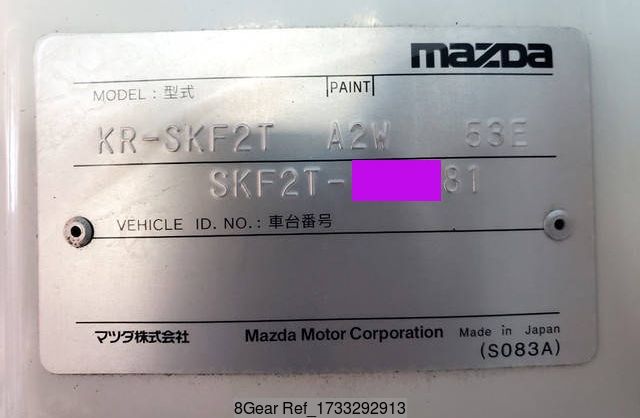 mazda
MODEL : 型式 PAINT
KR-SKF2T A2W 53E
SKF2T- 81
VEHICLE ID. NO. : 車台番号
マツダ株式会社 Mazda Motor Corporation Made in Japan
(S083A)
8Gear Ref_1733292913